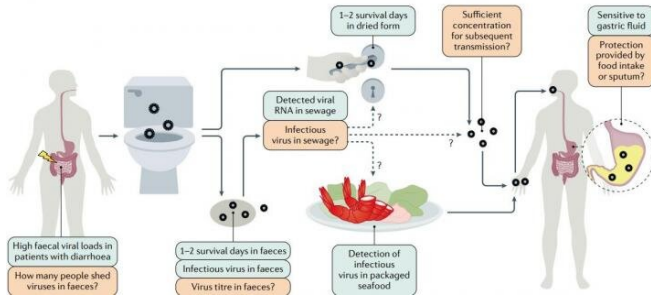 1–2 survival days
in dried form
Sufficient
concentration
for subsequent
transmission?
Sensitive to
gastric fluid
Protection
provided by
food intake
or sputum?
Detected viral
RNA in sewage
Infectious
virus in sewage?
?
?
?
High faecal viral loads in
patients with diarrhoea
How many people shed
viruses in faeces?
1–2 survival days in faeces
Infectious virus in faeces
Virus titre in faeces?
Detection of
infectious
virus in packaged
seafood